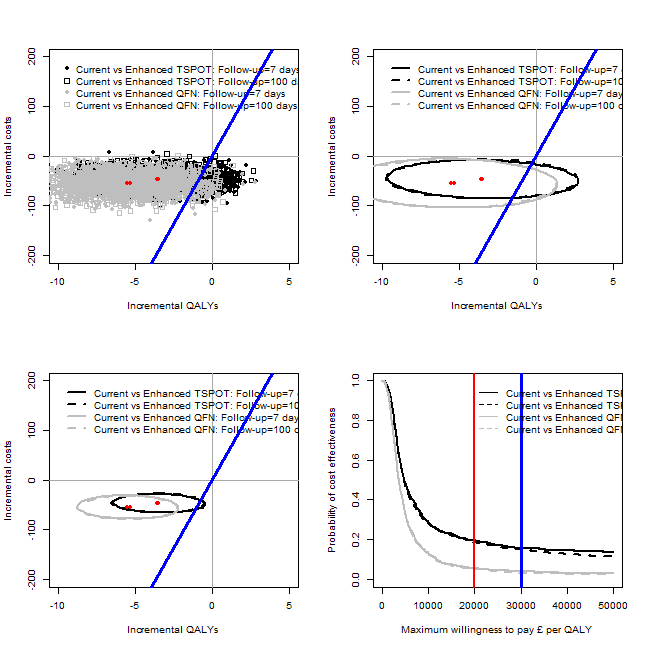 200
100
0
-100
-200
Incremental costs
Current vs Enhanced TSPOT: Follow-up=7 days
Current vs Enhanced TSPOT: Follow-up=100 days
Current vs Enhanced QFN: Follow-up=7 days
Current vs Enhanced QFN: Follow-up=100 days
-10 -5 0 5
Incremental QALYs
200
100
0
-100
-200
Incremental costs
Current vs Enhanced TSPOT: Follow-up=7
Current vs Enhanced TSPOT: Follow-up=10
Current vs Enhanced QFN: Follow-up=7 days
Current vs Enhanced QFN: Follow-up=100 d
-10 -5 0 5
Incremental QALYs
200
100
0
-100
-200
Incremental costs
Current vs Enhanced TSPOT: Follow-up=7
Current vs Enhanced TSPOT: Follow-up=10
Current vs Enhanced QFN: Follow-up=7 day
Current vs Enhanced QFN: Follow-up=100 d
-10 -5 0 5
Incremental QALYs
1.0
0.8
0.6
0.4
0.2
0.0
Probability of cost effectiveness
Current vs Enhanced TSP
Current vs Enhanced TSP
Current vs Enhanced QFN
Current vs Enhanced QFN
0 10000 20000 30000 40000 50000
Maximum willingness to pay £ per QALY